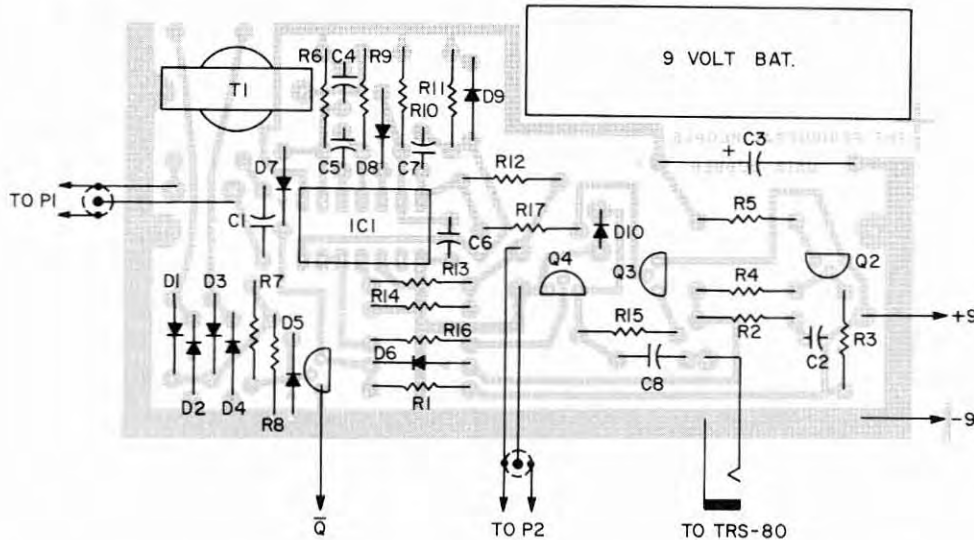 9 VOLT BAT.
R6 C4 R9
T1
R11
D9
R10
+ C3
C5 D8 C7
D7
R12
TO P1
C1
IC1
C6
R17
D10
R5
Q4
Q3
Q2
R13
D1 D3 R7
R14
R4
+9
D5
R16
R15
R2
C2 R3
D6
C8
D2 D4
R1
R8
-9
Q
TO P2
TO TRS-80